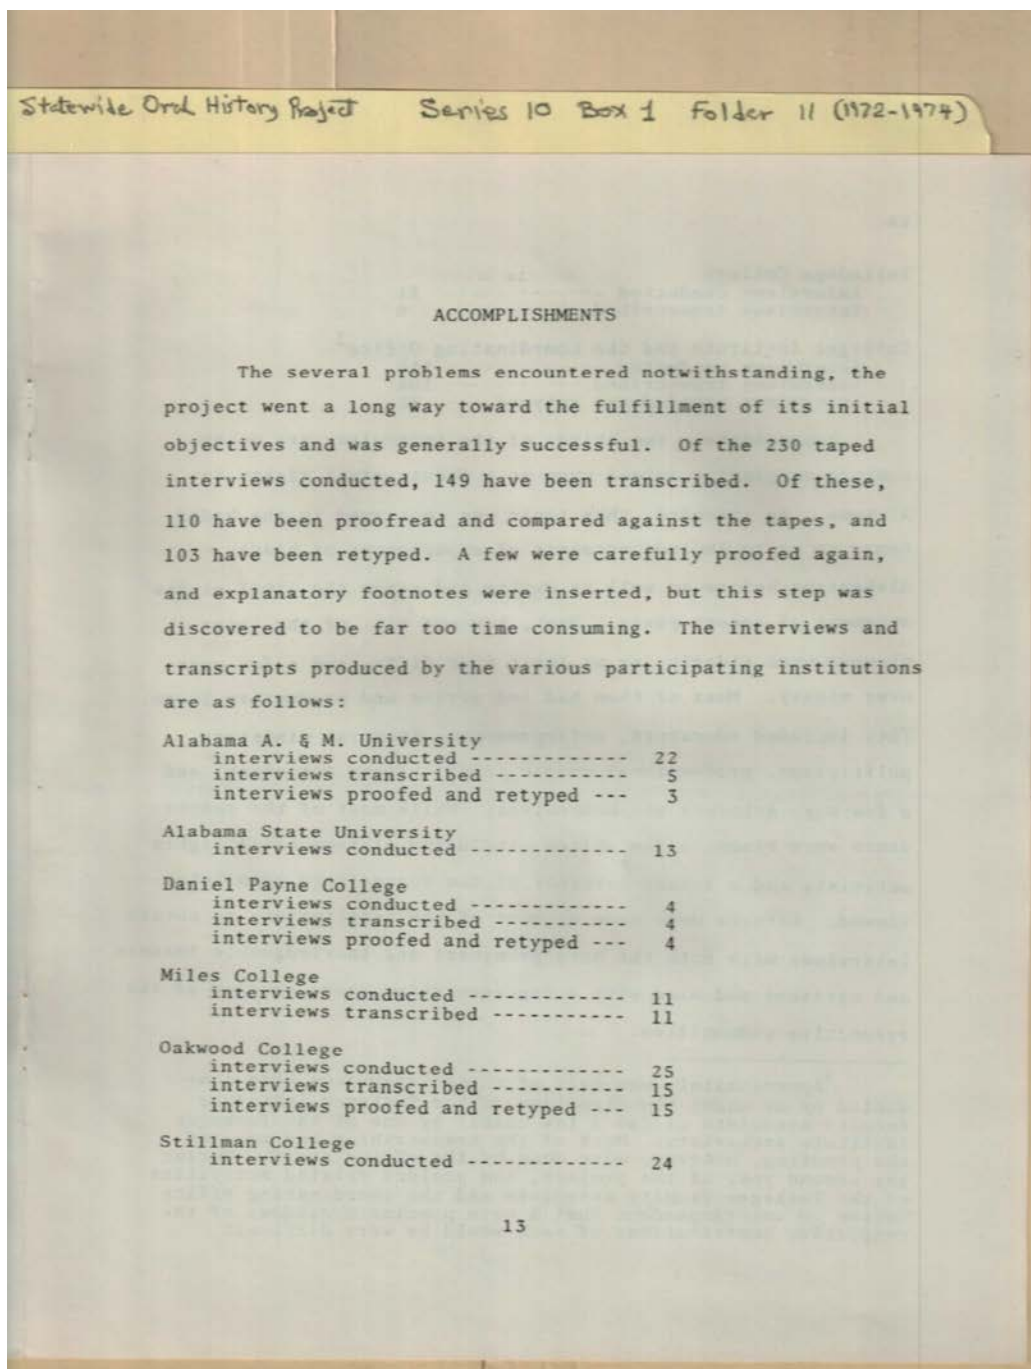 Statewide Oral History Project Series 10 Box 1 Folder 11 (1972-1974)
ACCOMPLISHMENTS
The several problems encountered notwithstanding, the
project went a long way toward the fulfillment of its initial
objectives and was generally successful. Of the 230 taped
interviews conducted, 149 have been transcribed. Of these,
110 have been proofread and compared against the tapes, and
103 have been retyped. A few were carefully proofed again,
and explanatory footnotes were inserted, but this step was
discovered to be far too time consuming. The interviews and
transcripts produced by the various participating institutions
are as follows:
Alabama A. & M. University
interviews conducted ------------- 22
interviews transcribed ----------- 5
interviews proofed and retyped --- 3
Alabama State University
interviews conducted ------------- 13
Daniel Payne College
interviews conducted ------------- 4
interviews transcribed ----------- 4
interviews proofed and retyped --- 4
Miles College
interviews conducted ------------- 11
interviews transcribed ----------- 11
Oakwood College
interviews conducted ------------- 25
interviews transcribed ----------- 15
interviews proofed and retyped --- 15
Stillman College
interviews conducted ------------- 24
13